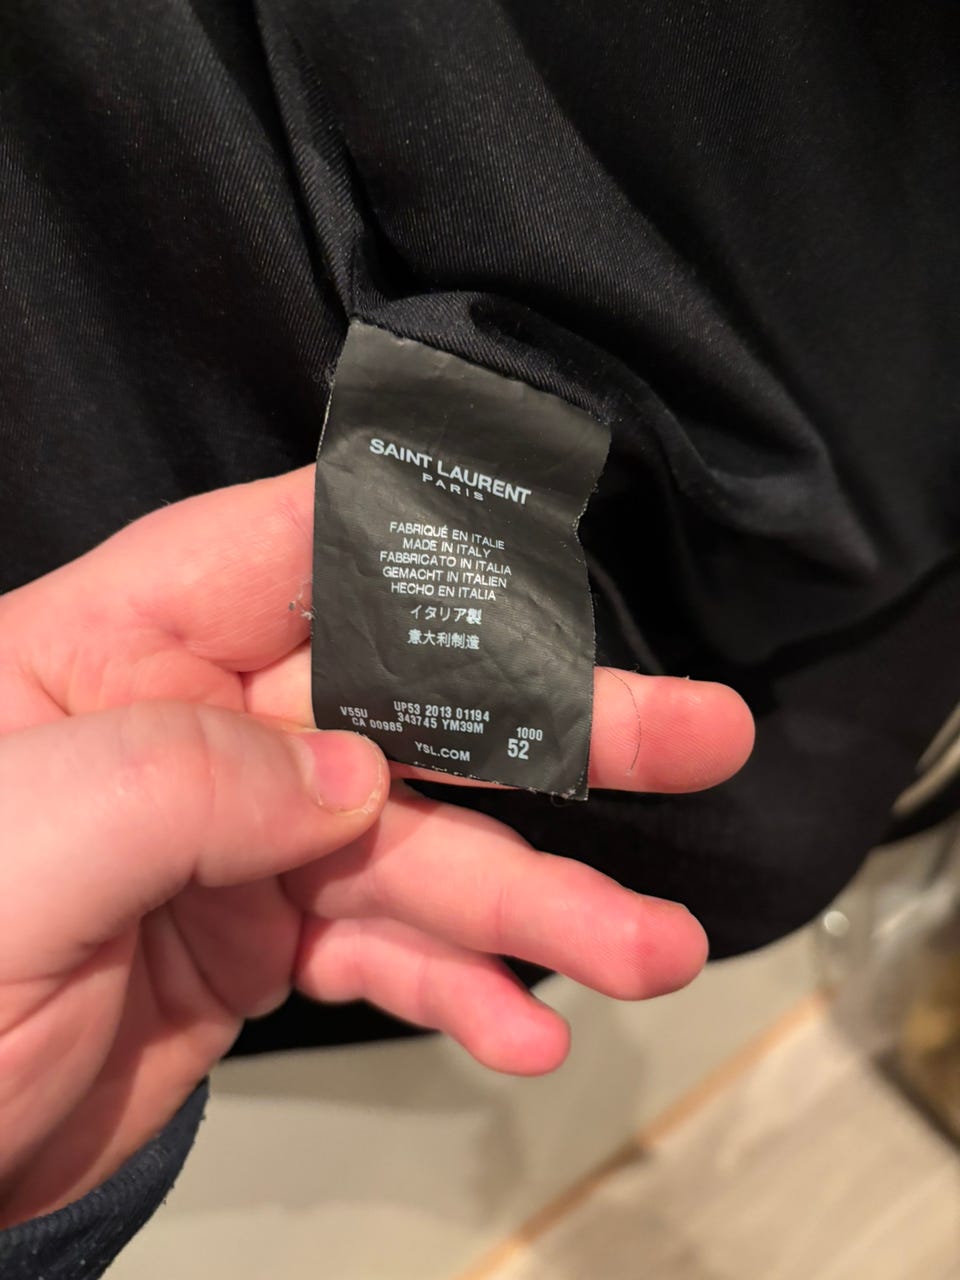 SAINT LAURENT
PARIS
FABRIQUÉ EN ITALIE
MADE IN ITALY
FABBRICATO IN ITALIA
GEMACHT IN ITALIEN
HECHO EN ITALIA
イタリア製
意大利制造
V5SU UP53 2013 01194
CA 00985 343745 YM39M 1000
YSL.COM 52